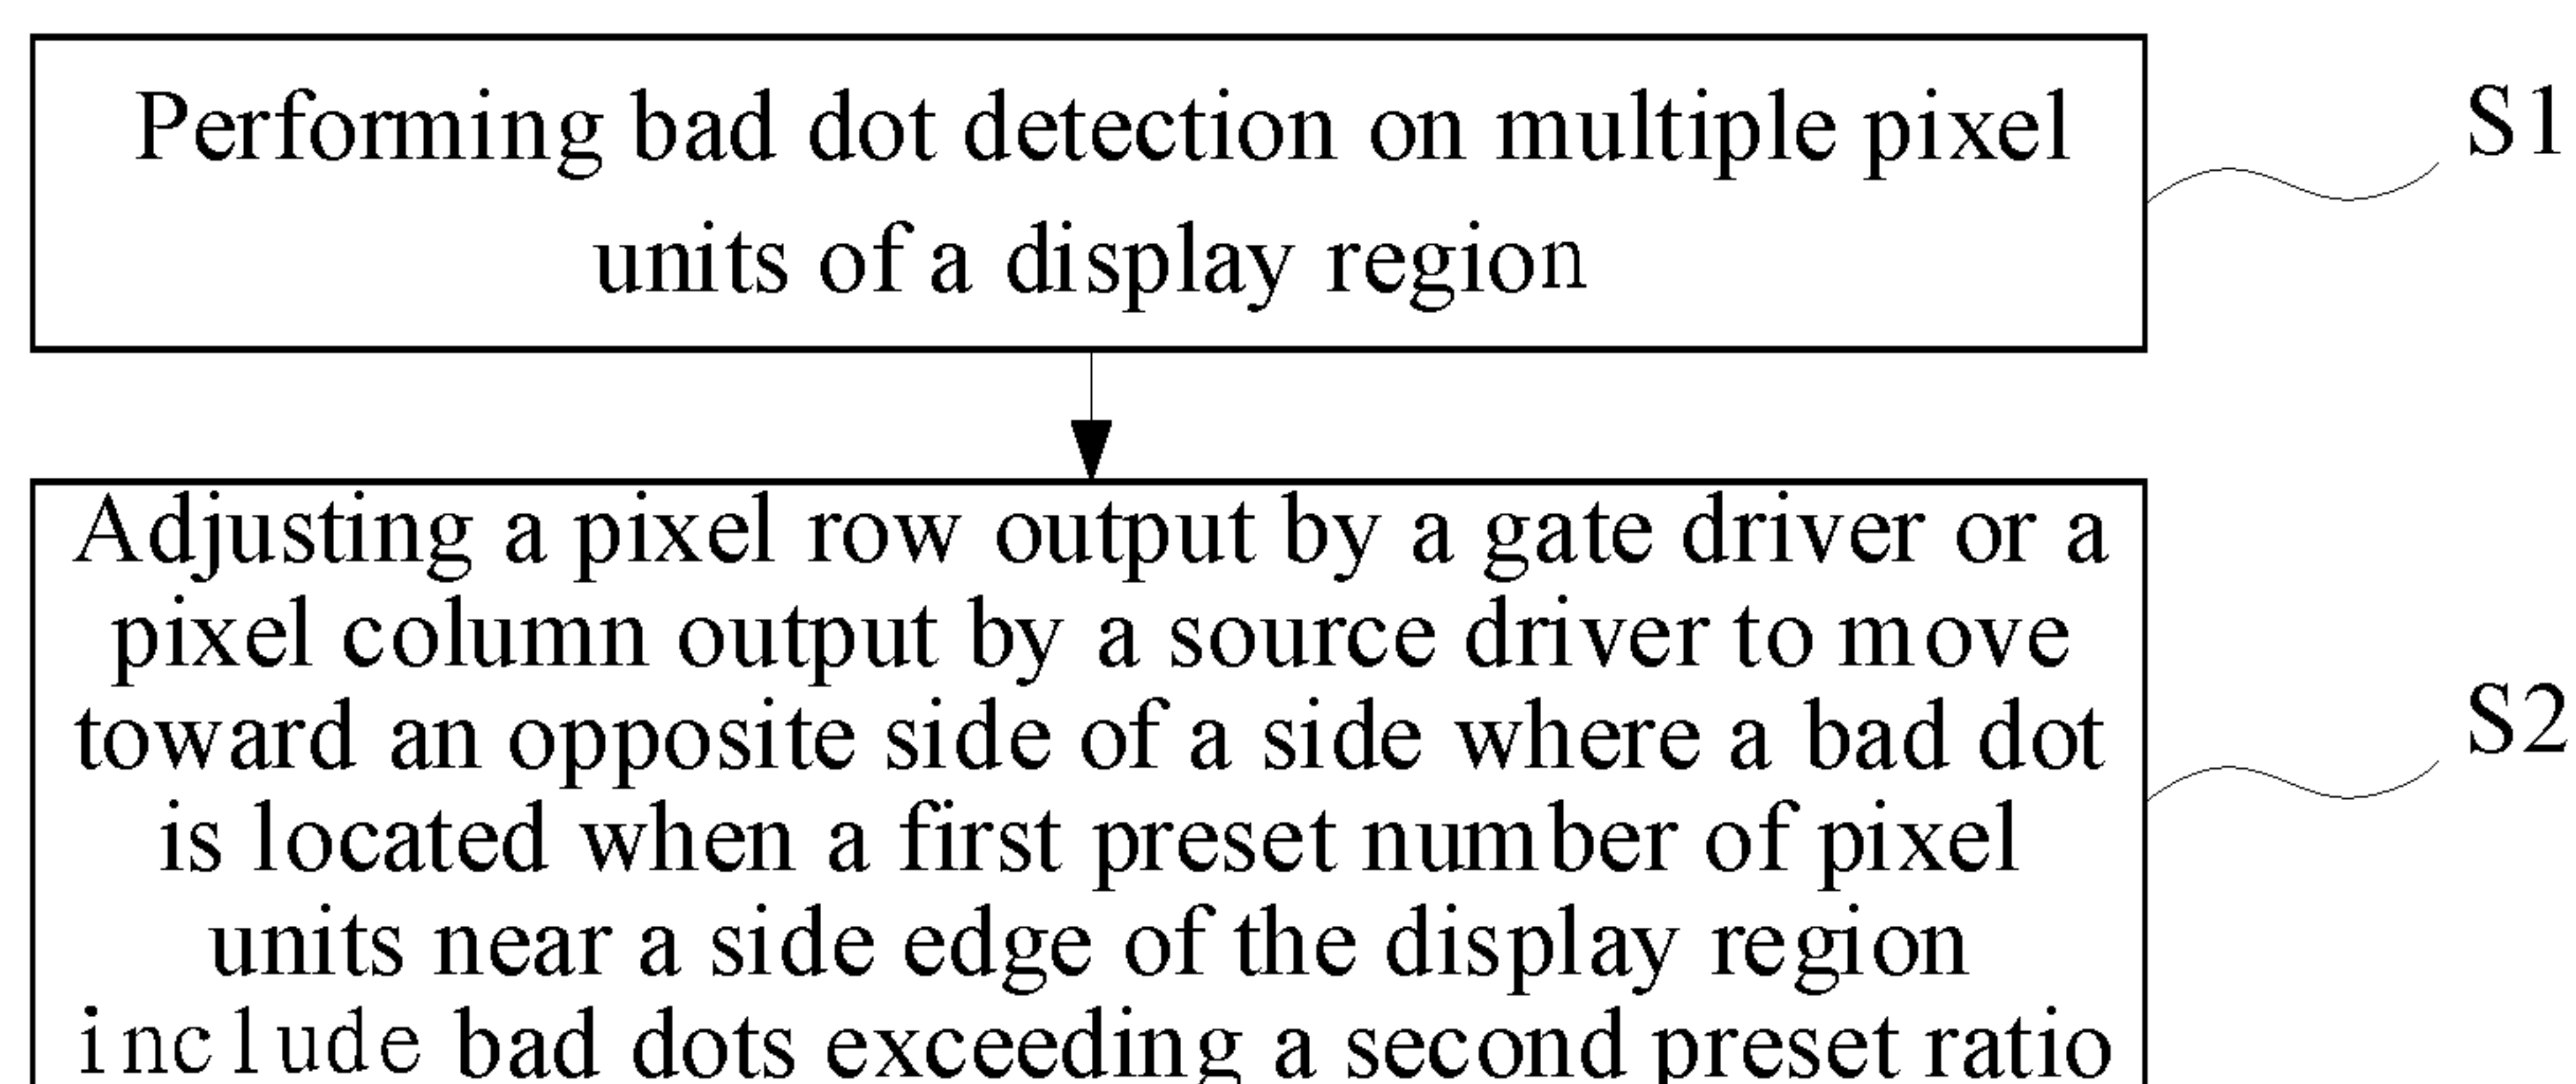 Performing bad dot detection on multiple pixel
units of a display region
S1
Adjusting a pixel row output by a gate driver or a
pixel column output by a source driver to move
toward an opposite side of a side where a bad dot
is located when a first preset number of pixel
units near a side edge of the display region
include bad dots exceeding a second preset ratio
S2